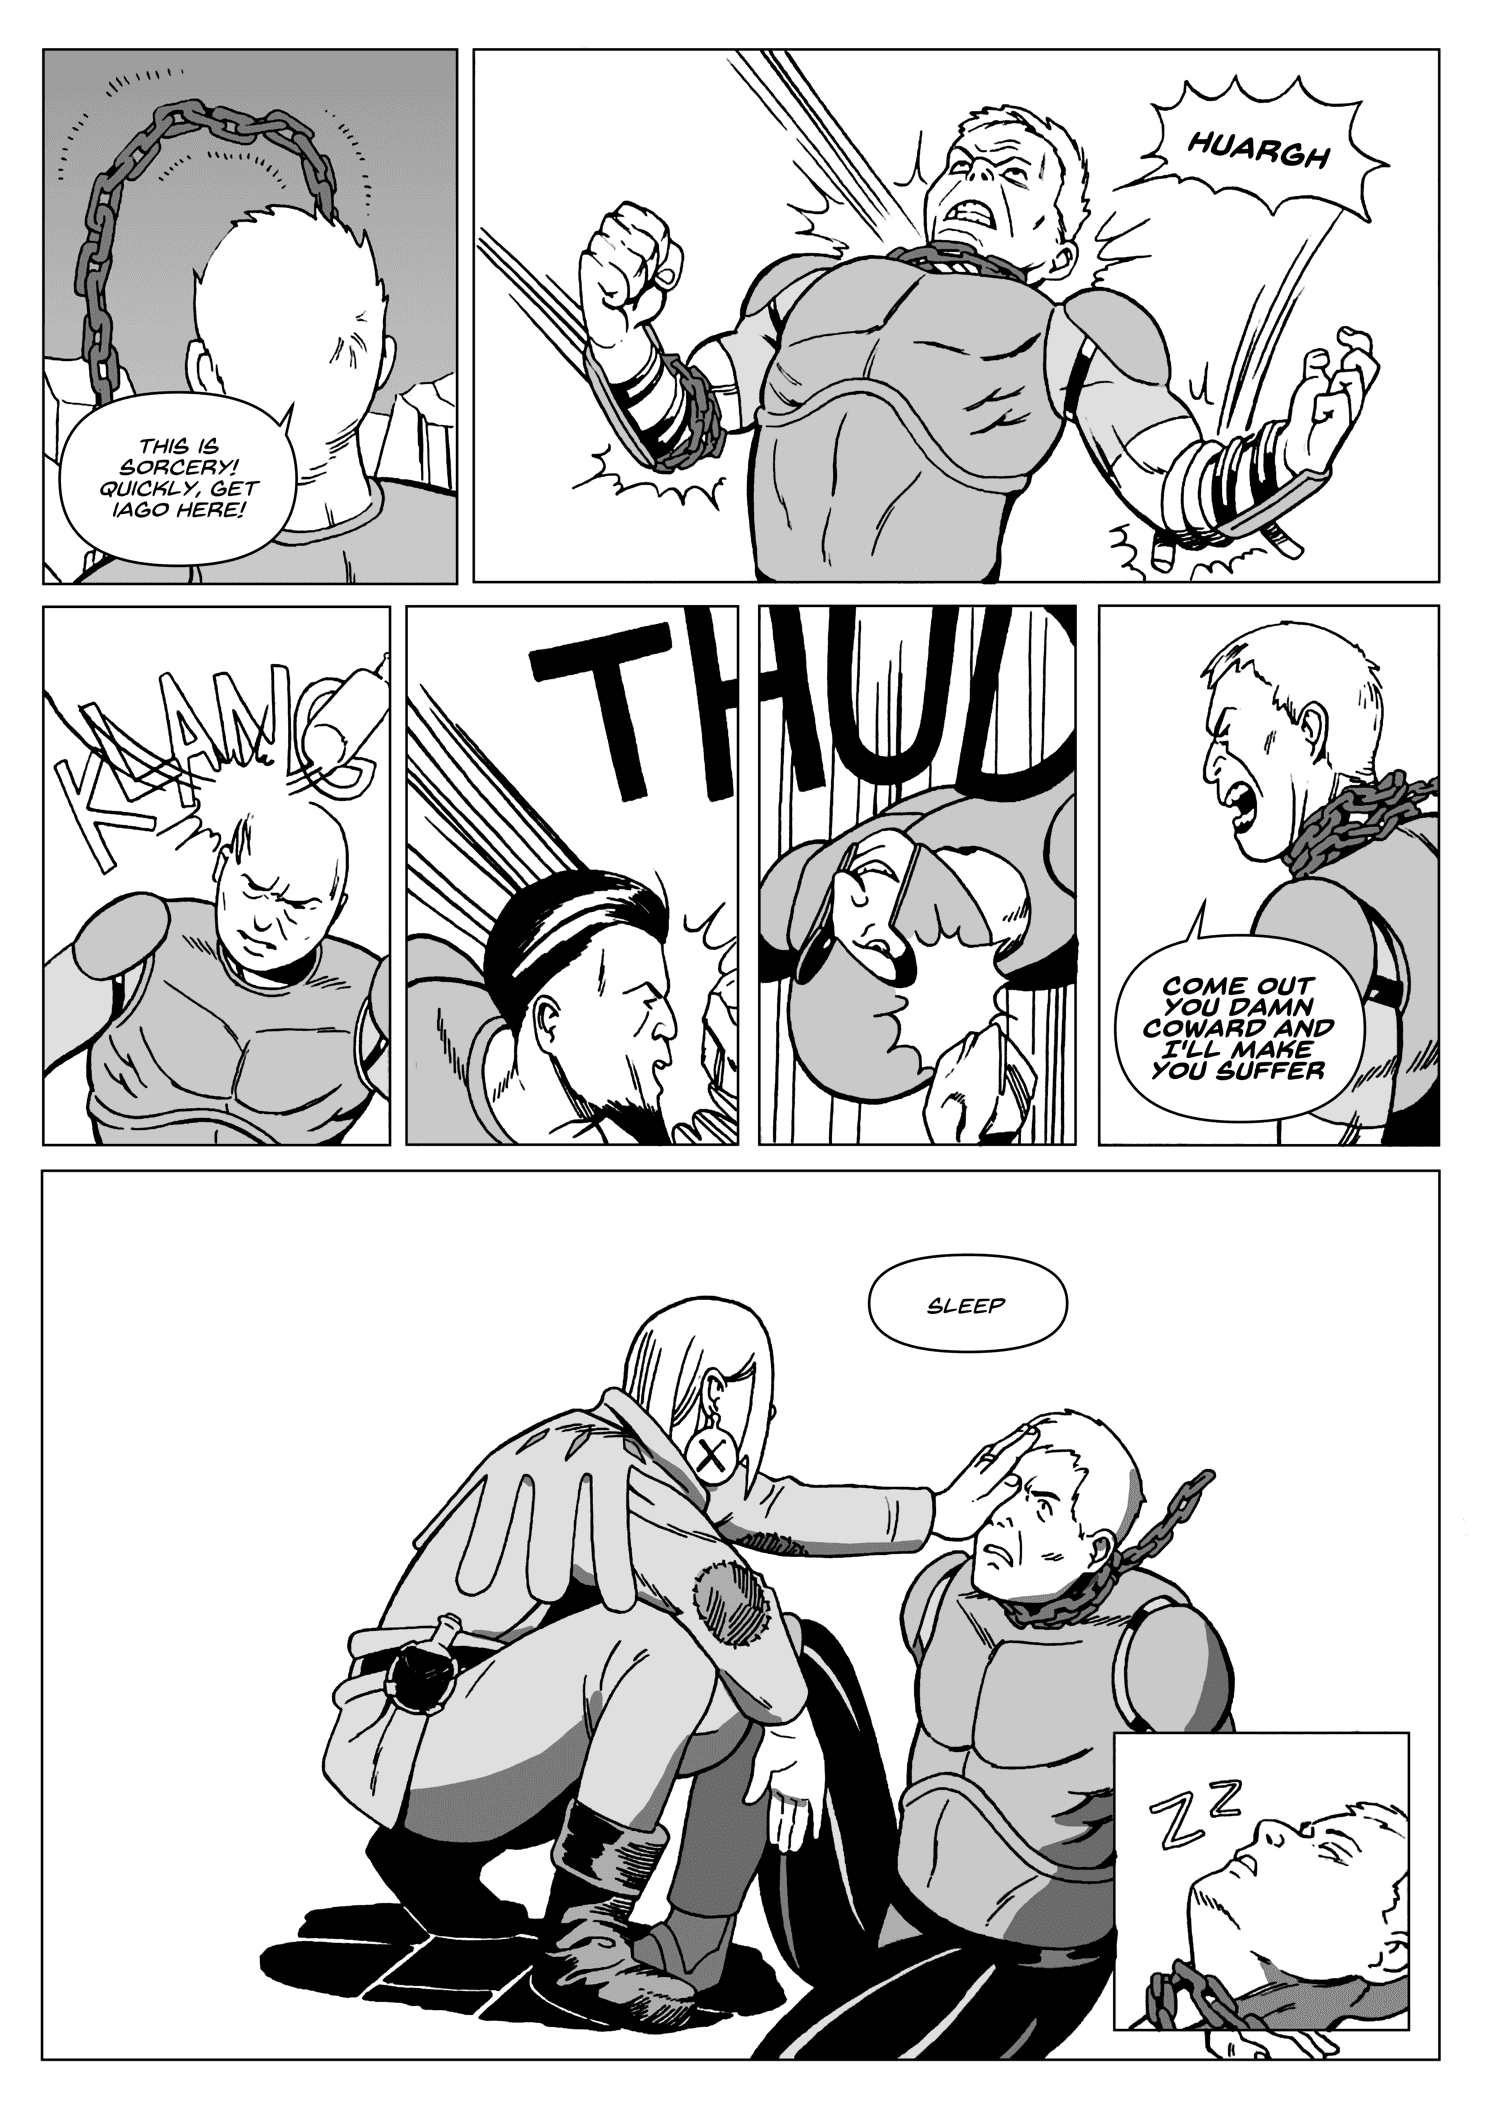 THIS IS
SORCERY!
QUICKLY, GET
IAGO HERE!
HUARGH
KLANG
THUD
COME OUT
YOU DAMN
COWARD AND
I'LL MAKE
YOU SUFFER
SLEEP
X
ZZ